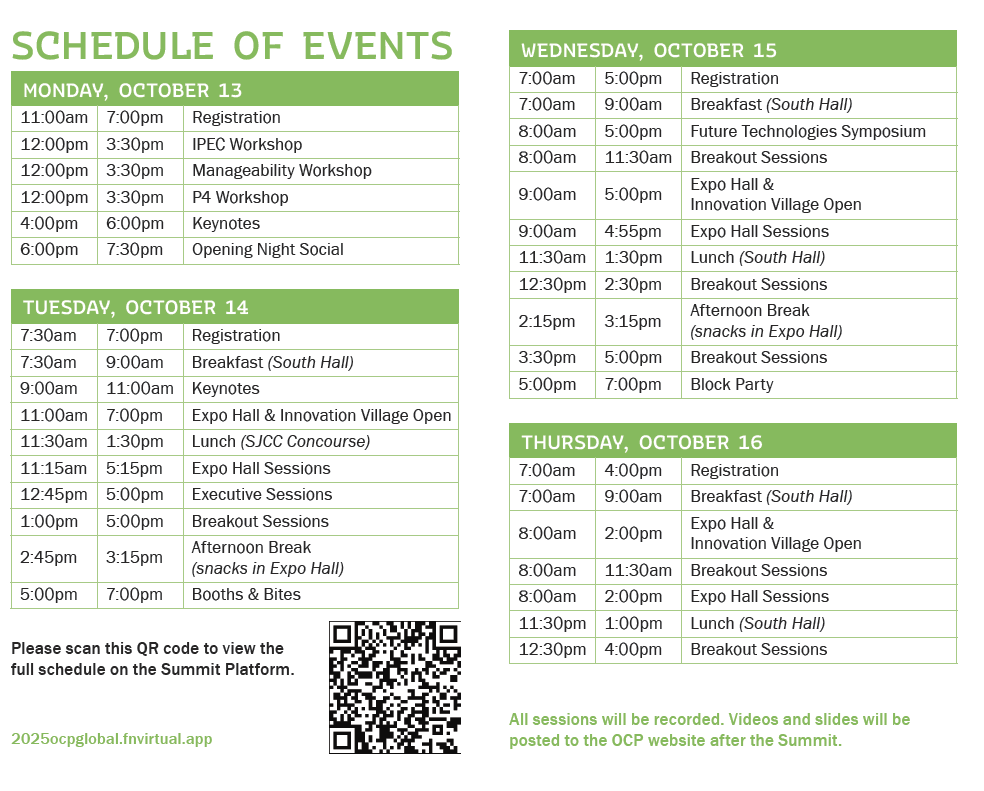 SCHEDULE OF EVENTS
MONDAY, OCTOBER 13
11:00am 7:00pm Registration
12:00pm 3:30pm IPEC Workshop
12:00pm 3:30pm Manageability Workshop
12:00pm 3:30pm P4 Workshop
4:00pm 6:00pm Keynotes
6:00pm 7:30pm Opening Night Social
TUESDAY, OCTOBER 14
7:30am 7:00pm Registration
7:30am 9:00am Breakfast (South Hall)
9:00am 11:00am Keynotes
11:00am 7:00pm Expo Hall & Innovation Village Open
11:30am 1:30pm Lunch (SJCC Concourse)
11:15am 5:15pm Expo Hall Sessions
12:45pm 5:00pm Executive Sessions
1:00pm 5:00pm Breakout Sessions
2:45pm 3:15pm Afternoon Break
(snacks in Expo Hall)
5:00pm 7:00pm Booths & Bites
Please scan this QR code to view the
full schedule on the Summit Platform.
2025ocpglobal.fnvirtual.app
WEDNESDAY, OCTOBER 15
7:00am 5:00pm Registration
7:00am 9:00am Breakfast (South Hall)
8:00am 5:00pm Future Technologies Symposium
8:00am 11:30am Breakout Sessions
9:00am 5:00pm Expo Hall &
Innovation Village Open
9:00am 4:55pm Expo Hall Sessions
11:30am 1:30pm Lunch (South Hall)
12:30pm 2:30pm Breakout Sessions
2:15pm 3:15pm Afternoon Break
(snacks in Expo Hall)
3:30pm 5:00pm Breakout Sessions
5:00pm 7:00pm Block Party
THURSDAY, OCTOBER 16
7:00am 4:00pm Registration
7:00am 9:00am Breakfast (South Hall)
8:00am 2:00pm Expo Hall &
Innovation Village Open
8:00am 11:30am Breakout Sessions
8:00am 2:00pm Expo Hall Sessions
11:30pm 1:00pm Lunch (South Hall)
12:30pm 4:00pm Breakout Sessions
All sessions will be recorded. Videos and slides will be
posted to the OCP website after the Summit.